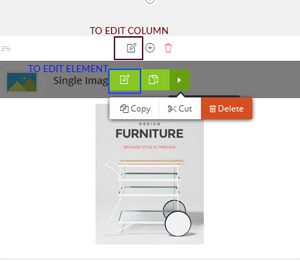 TO EDIT COLUMN
3%
TO EDIT ELEMENT
Single Imag
Copy
Cut
Delete
DESIGN
FURNITURE
BECAUSE STYLE IS TIMELESS